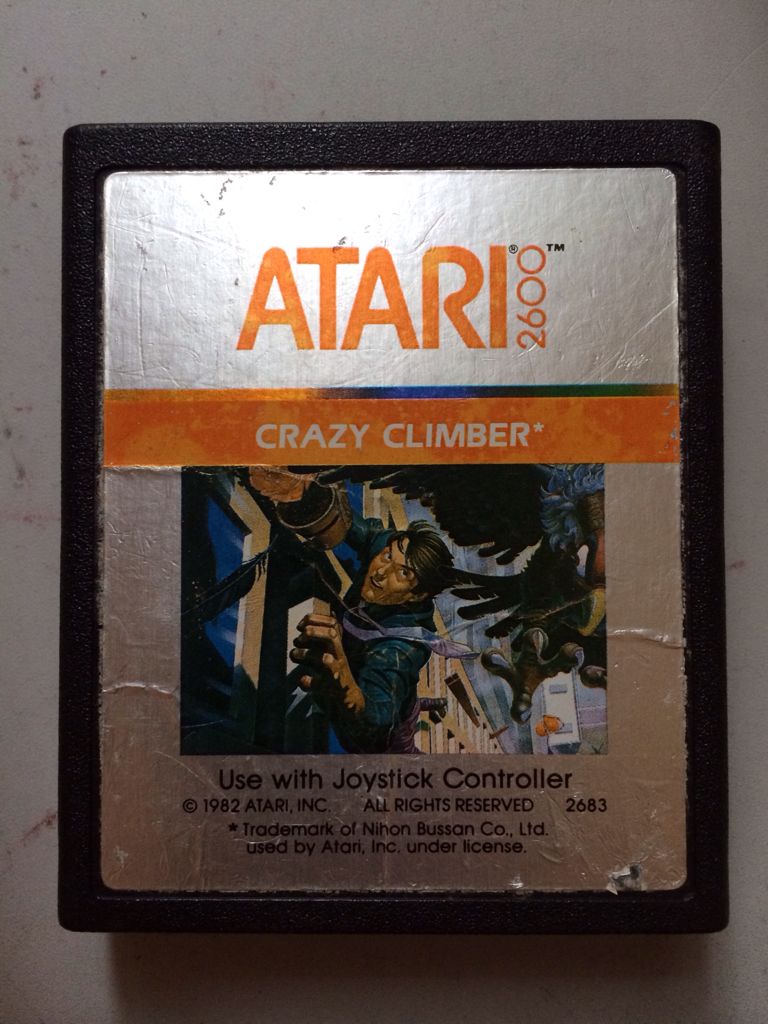 ATARI® 2600™
CRAZY CLIMBER*
Use with Joystick Controller
© 1982 ATARI, INC. ALL RIGHTS RESERVED 2683
* Trademark of Nihon Bussan Co., Ltd.
used by Atari, Inc. under license.